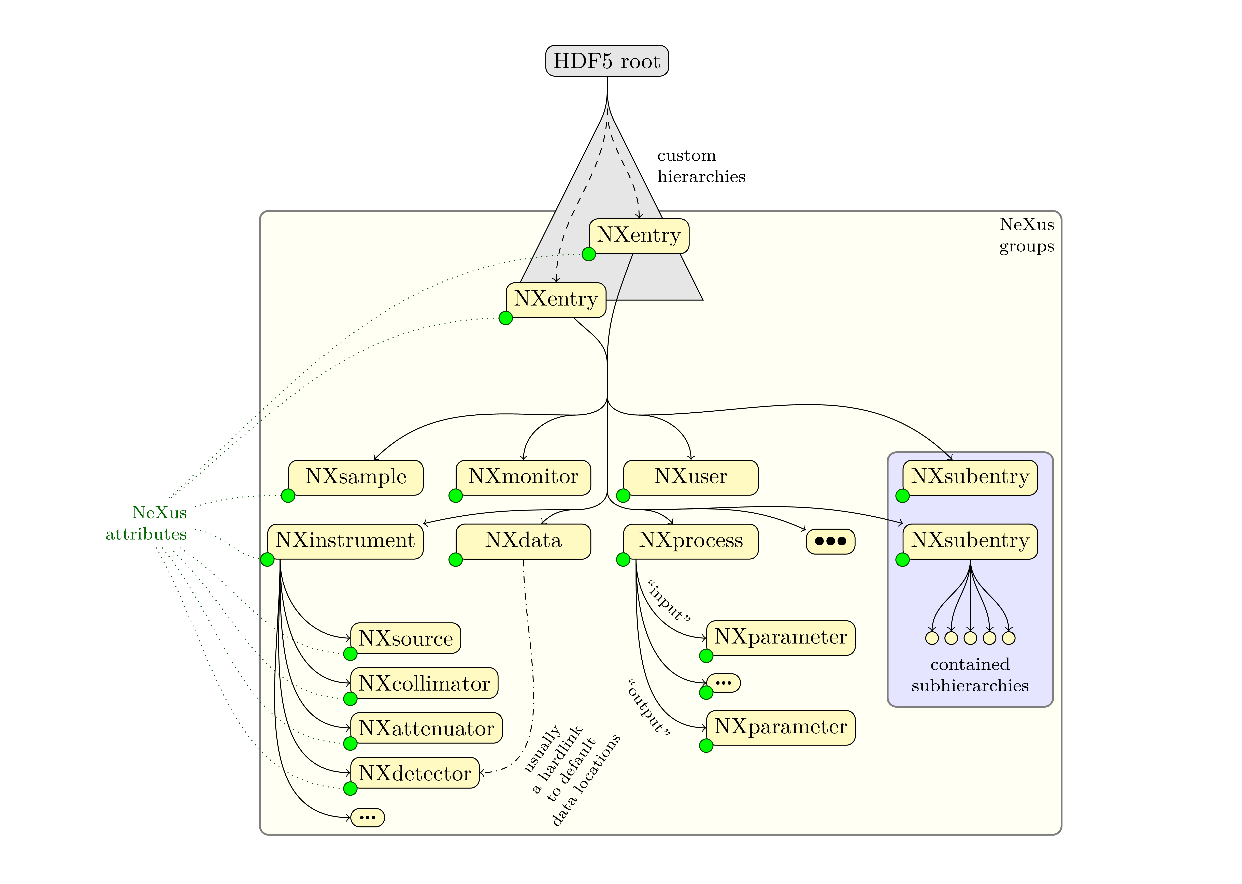 HDF5 root
custom
hierarchies
NeXus
groups
NXentry
NXentry
NXsample
NXmonitor
NXuser
NXsubentry
NeXus
attributes
NXinstrument
NXdata
NXprocess
•••
NXsubentry
"input"
NXsource
NXparameter
contained
subhierarchies
NXcollimator
...
"output"
NXattenuator
NXparameter
usually
a hardlink
to default
data locations
NXdetector
...